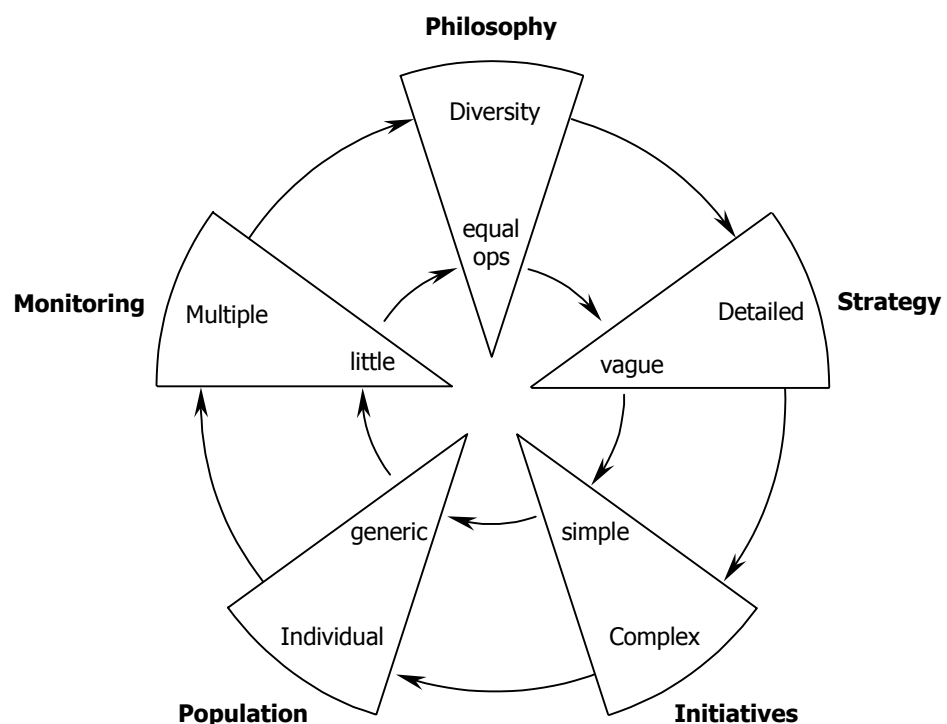 Philosophy
Diversity
equal
ops
Monitoring
Multiple
little
Strategy
Detailed
vague
generic
simple
Individual
Complex
Population
Initiatives